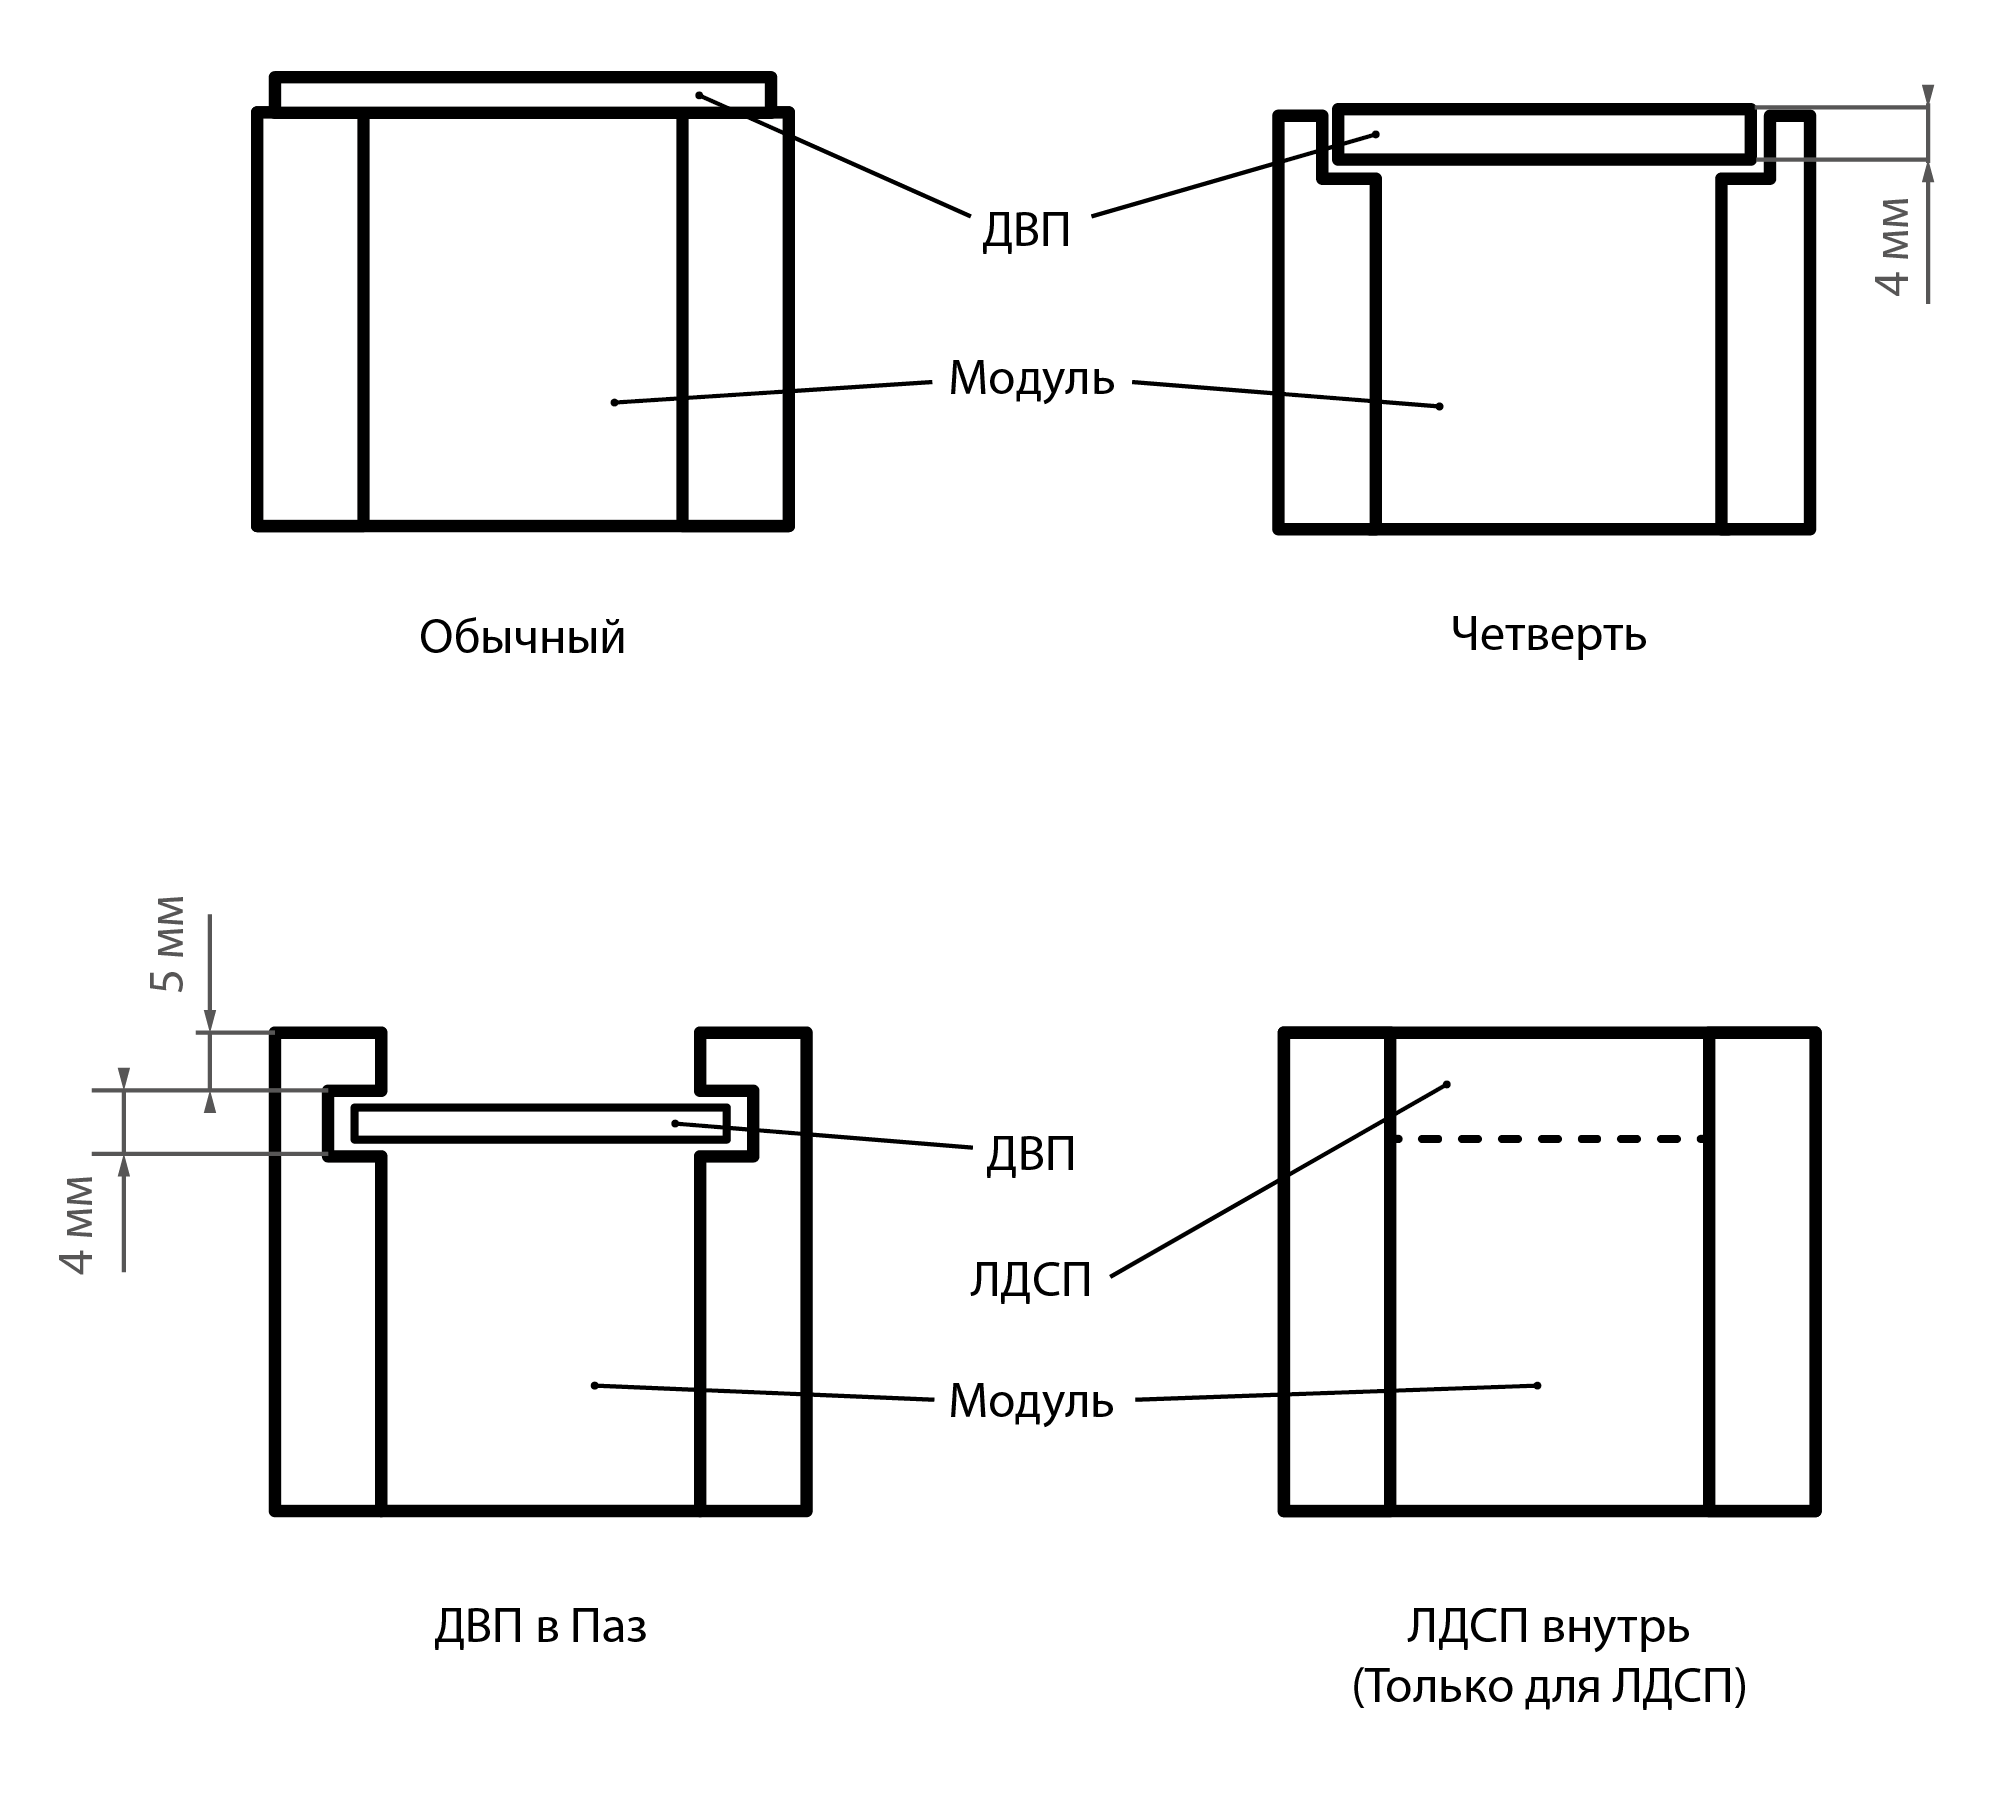 ДВП
4 мм
Модуль
Обычный
Четверть
5 мм
4 мм
ДВП
ЛДСП
Модуль
ДВП в Паз
ЛДСП внутрь
(Только для ЛДСП)